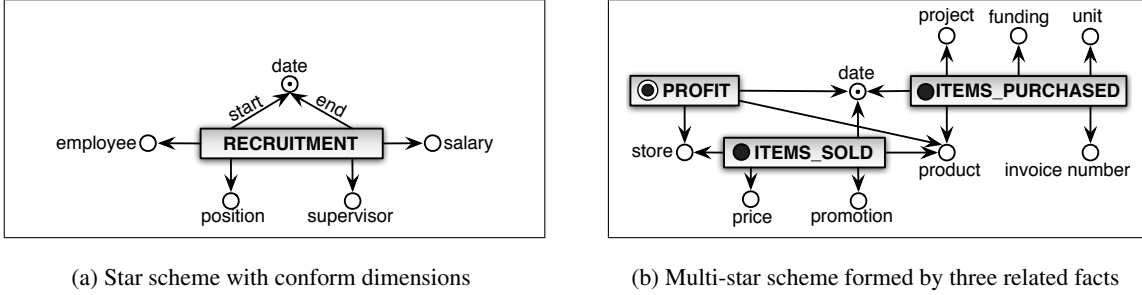 date
start
end
employee
RECRUITMENT
salary
position
supervisor
(a) Star scheme with conform dimensions
project
funding
unit
date
PROFIT
ITEMS_PURCHASED
store
ITEMS_SOLD
product
invoice number
price
promotion
(b) Multi-star scheme formed by three related facts